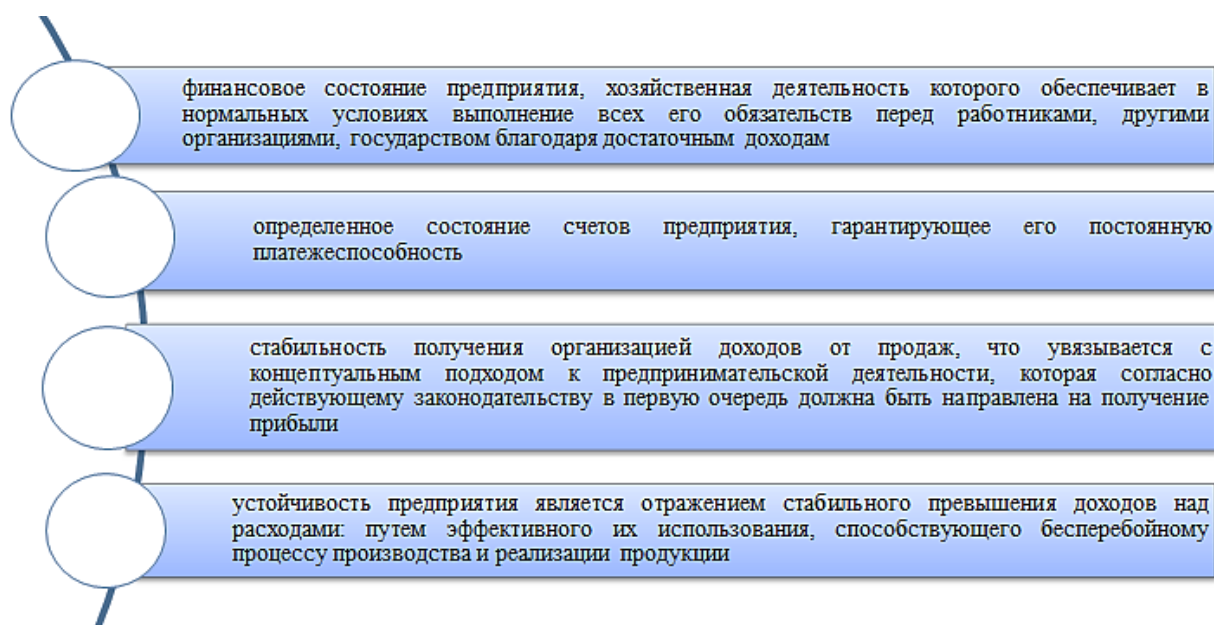 финансовое состояние предприятия, хозяйственная деятельность которого обеспечивает в
нормальных условиях выполнение всех его обязательств перед работниками, другими
организациями, государством благодаря достаточным доходам
определенное состояние счетов предприятия, гарантирующее его постоянную
платежеспособность
стабильность получения организацией доходов от продаж, что увязывается с
концептуальным подходом к предпринимательской деятельности, которая согласно
действующему законодательству в первую очередь должна быть направлена на получение
прибыли
устойчивость предприятия является отражением стабильного превышения доходов над
расходами: путем эффективного их использования, способствующего бесперебойному
процессу производства и реализации продукции